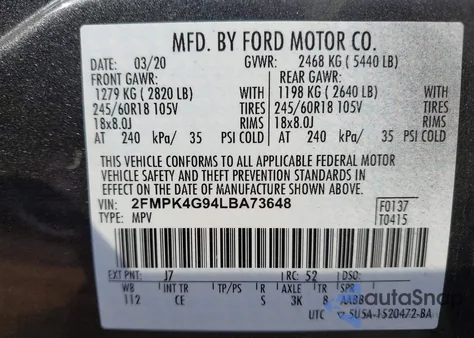 MFD. BY FORD MOTOR CO.
DATE: 03/20 GVWR: 2468 KG ( 5440 LB)
FRONT GAWR: REAR GAWR:
1279 KG ( 2820 LB) WITH 1198 KG ( 2640 LB) WITH
245/60R18 105V TIRES 245/60R18 105V TIRES
18x8.0J RIMS 18x8.0J RIMS
AT 240 kPa/ 35 PSI COLD AT 240 kPa/ 35 PSI COLD
THIS VEHICLE CONFORMS TO ALL APPLICABLE FEDERAL MOTOR
VEHICLE SAFETY, BUMPER, AND THEFT PREVENTION STANDARDS
IN EFFECT ON THE DATE OF MANUFACTURE SHOWN ABOVE.
VIN: 2FMPK4G94LBA73648 F0137
TYPE: MPV T0415
EXT PNT: J7 RC: 52 DSO:
WB INT TR TP/PS R AXLE TR SPR
112 CE S 3K 8 AABB
UTC 5U5A-1520472-BA
autoSnap